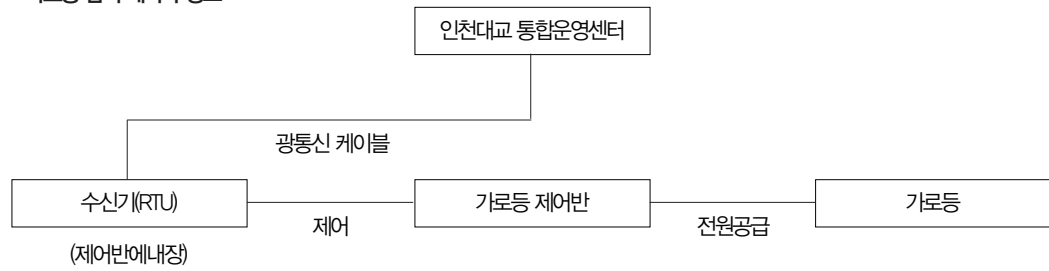 인천대교 통합운영센터
광통신 케이블
수신기(RTU)
제어
가로등 제어반
전원공급
가로등
(제어반에내장)